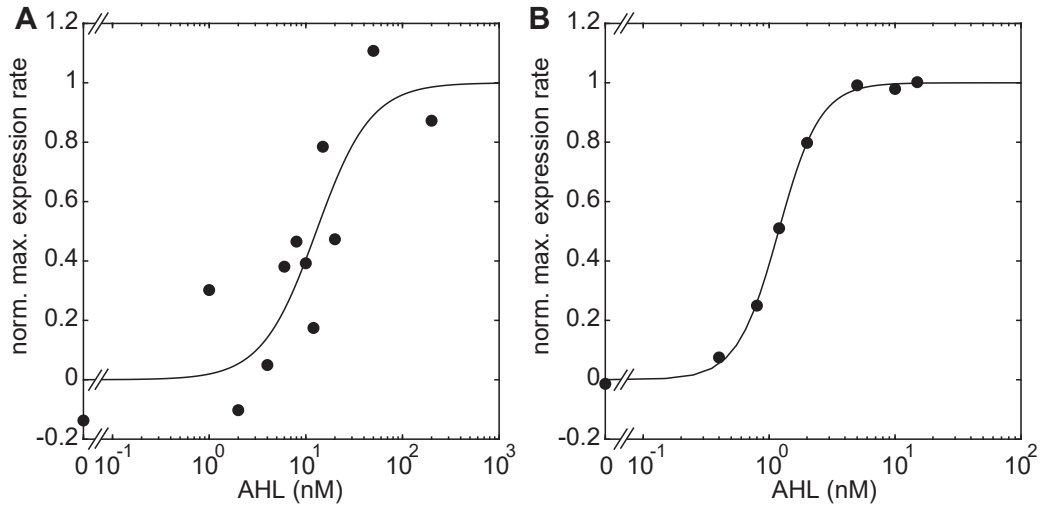 A
B
norm. max. expression rate
1.2
1
0.8
0.6
0.4
0.2
0
-0.2
0 10^-1 10^0 10^1 10^2 10^3
AHL (nM)
norm. max. expression rate
1.2
1
0.8
0.6
0.4
0.2
0
-0.2
0 10^-1 10^0 10^1 10^2
AHL (nM)